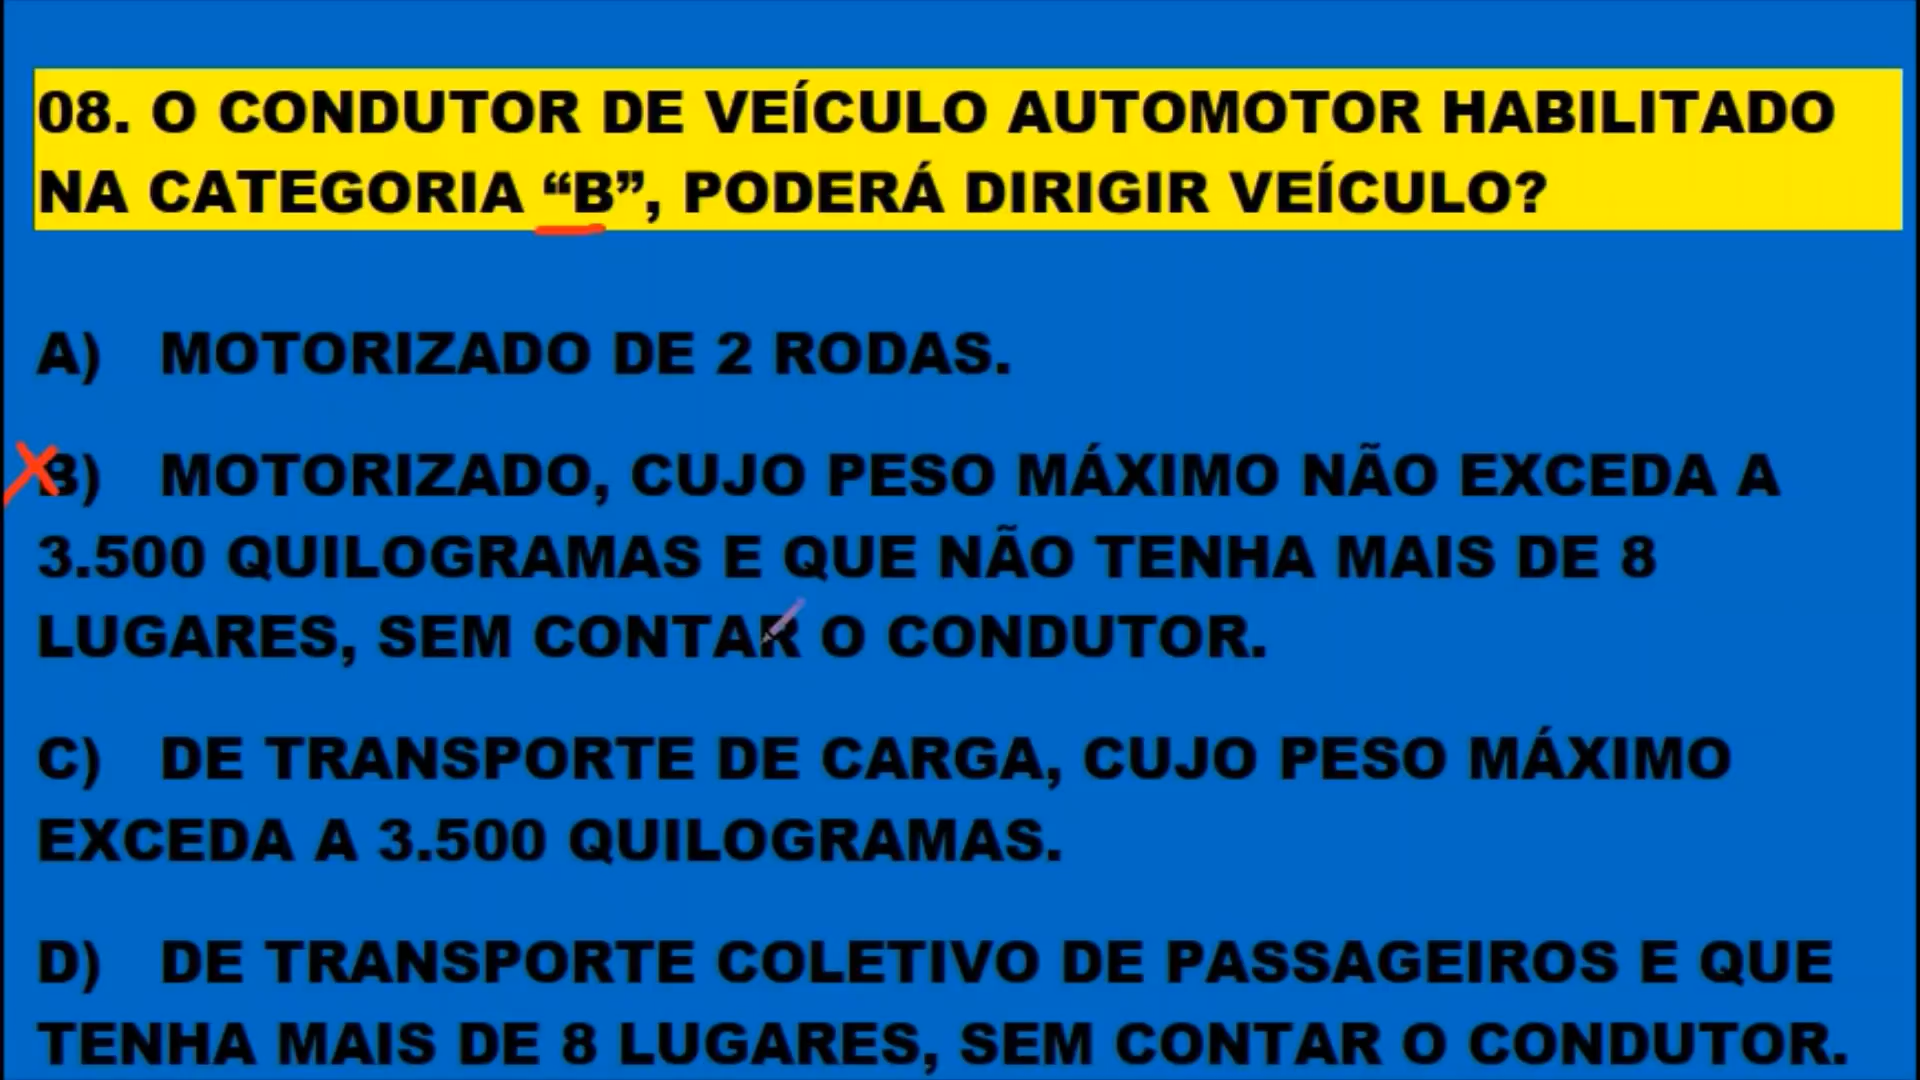 08. O CONDUTOR DE VEÍCULO AUTOMOTOR HABILITADO
NA CATEGORIA “B”, PODERÁ DIRIGIR VEÍCULO?
A) MOTORIZADO DE 2 RODAS.
B) MOTORIZADO, CUJO PESO MÁXIMO NÃO EXCEDA A
3.500 QUILOGRAMAS E QUE NÃO TENHA MAIS DE 8
LUGARES, SEM CONTAR O CONDUTOR.
C) DE TRANSPORTE DE CARGA, CUJO PESO MÁXIMO
EXCEDA A 3.500 QUILOGRAMAS.
D) DE TRANSPORTE COLETIVO DE PASSAGEIROS E QUE
TENHA MAIS DE 8 LUGARES, SEM CONTAR O CONDUTOR.